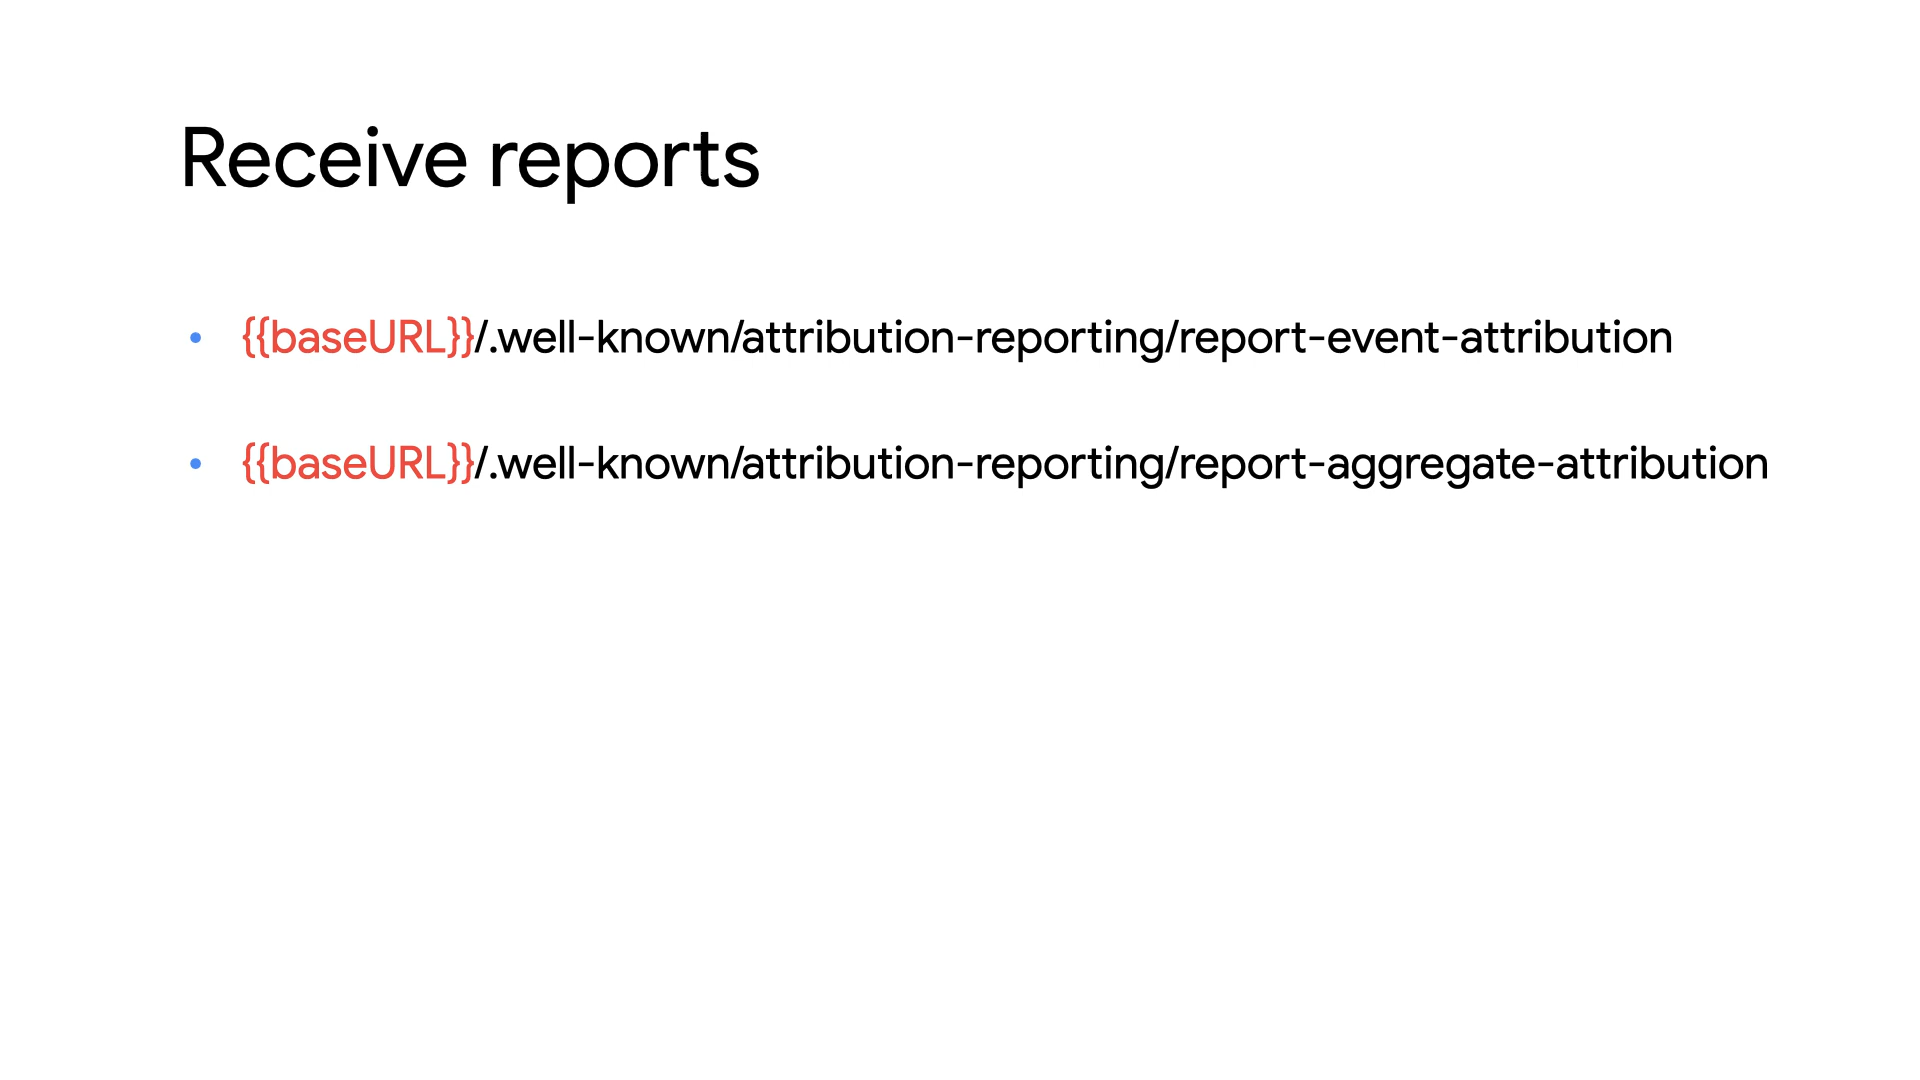 Receive reports
• {{baseURL}}/.well-known/attribution-reporting/report-event-attribution
• {{baseURL}}/.well-known/attribution-reporting/report-aggregate-attribution